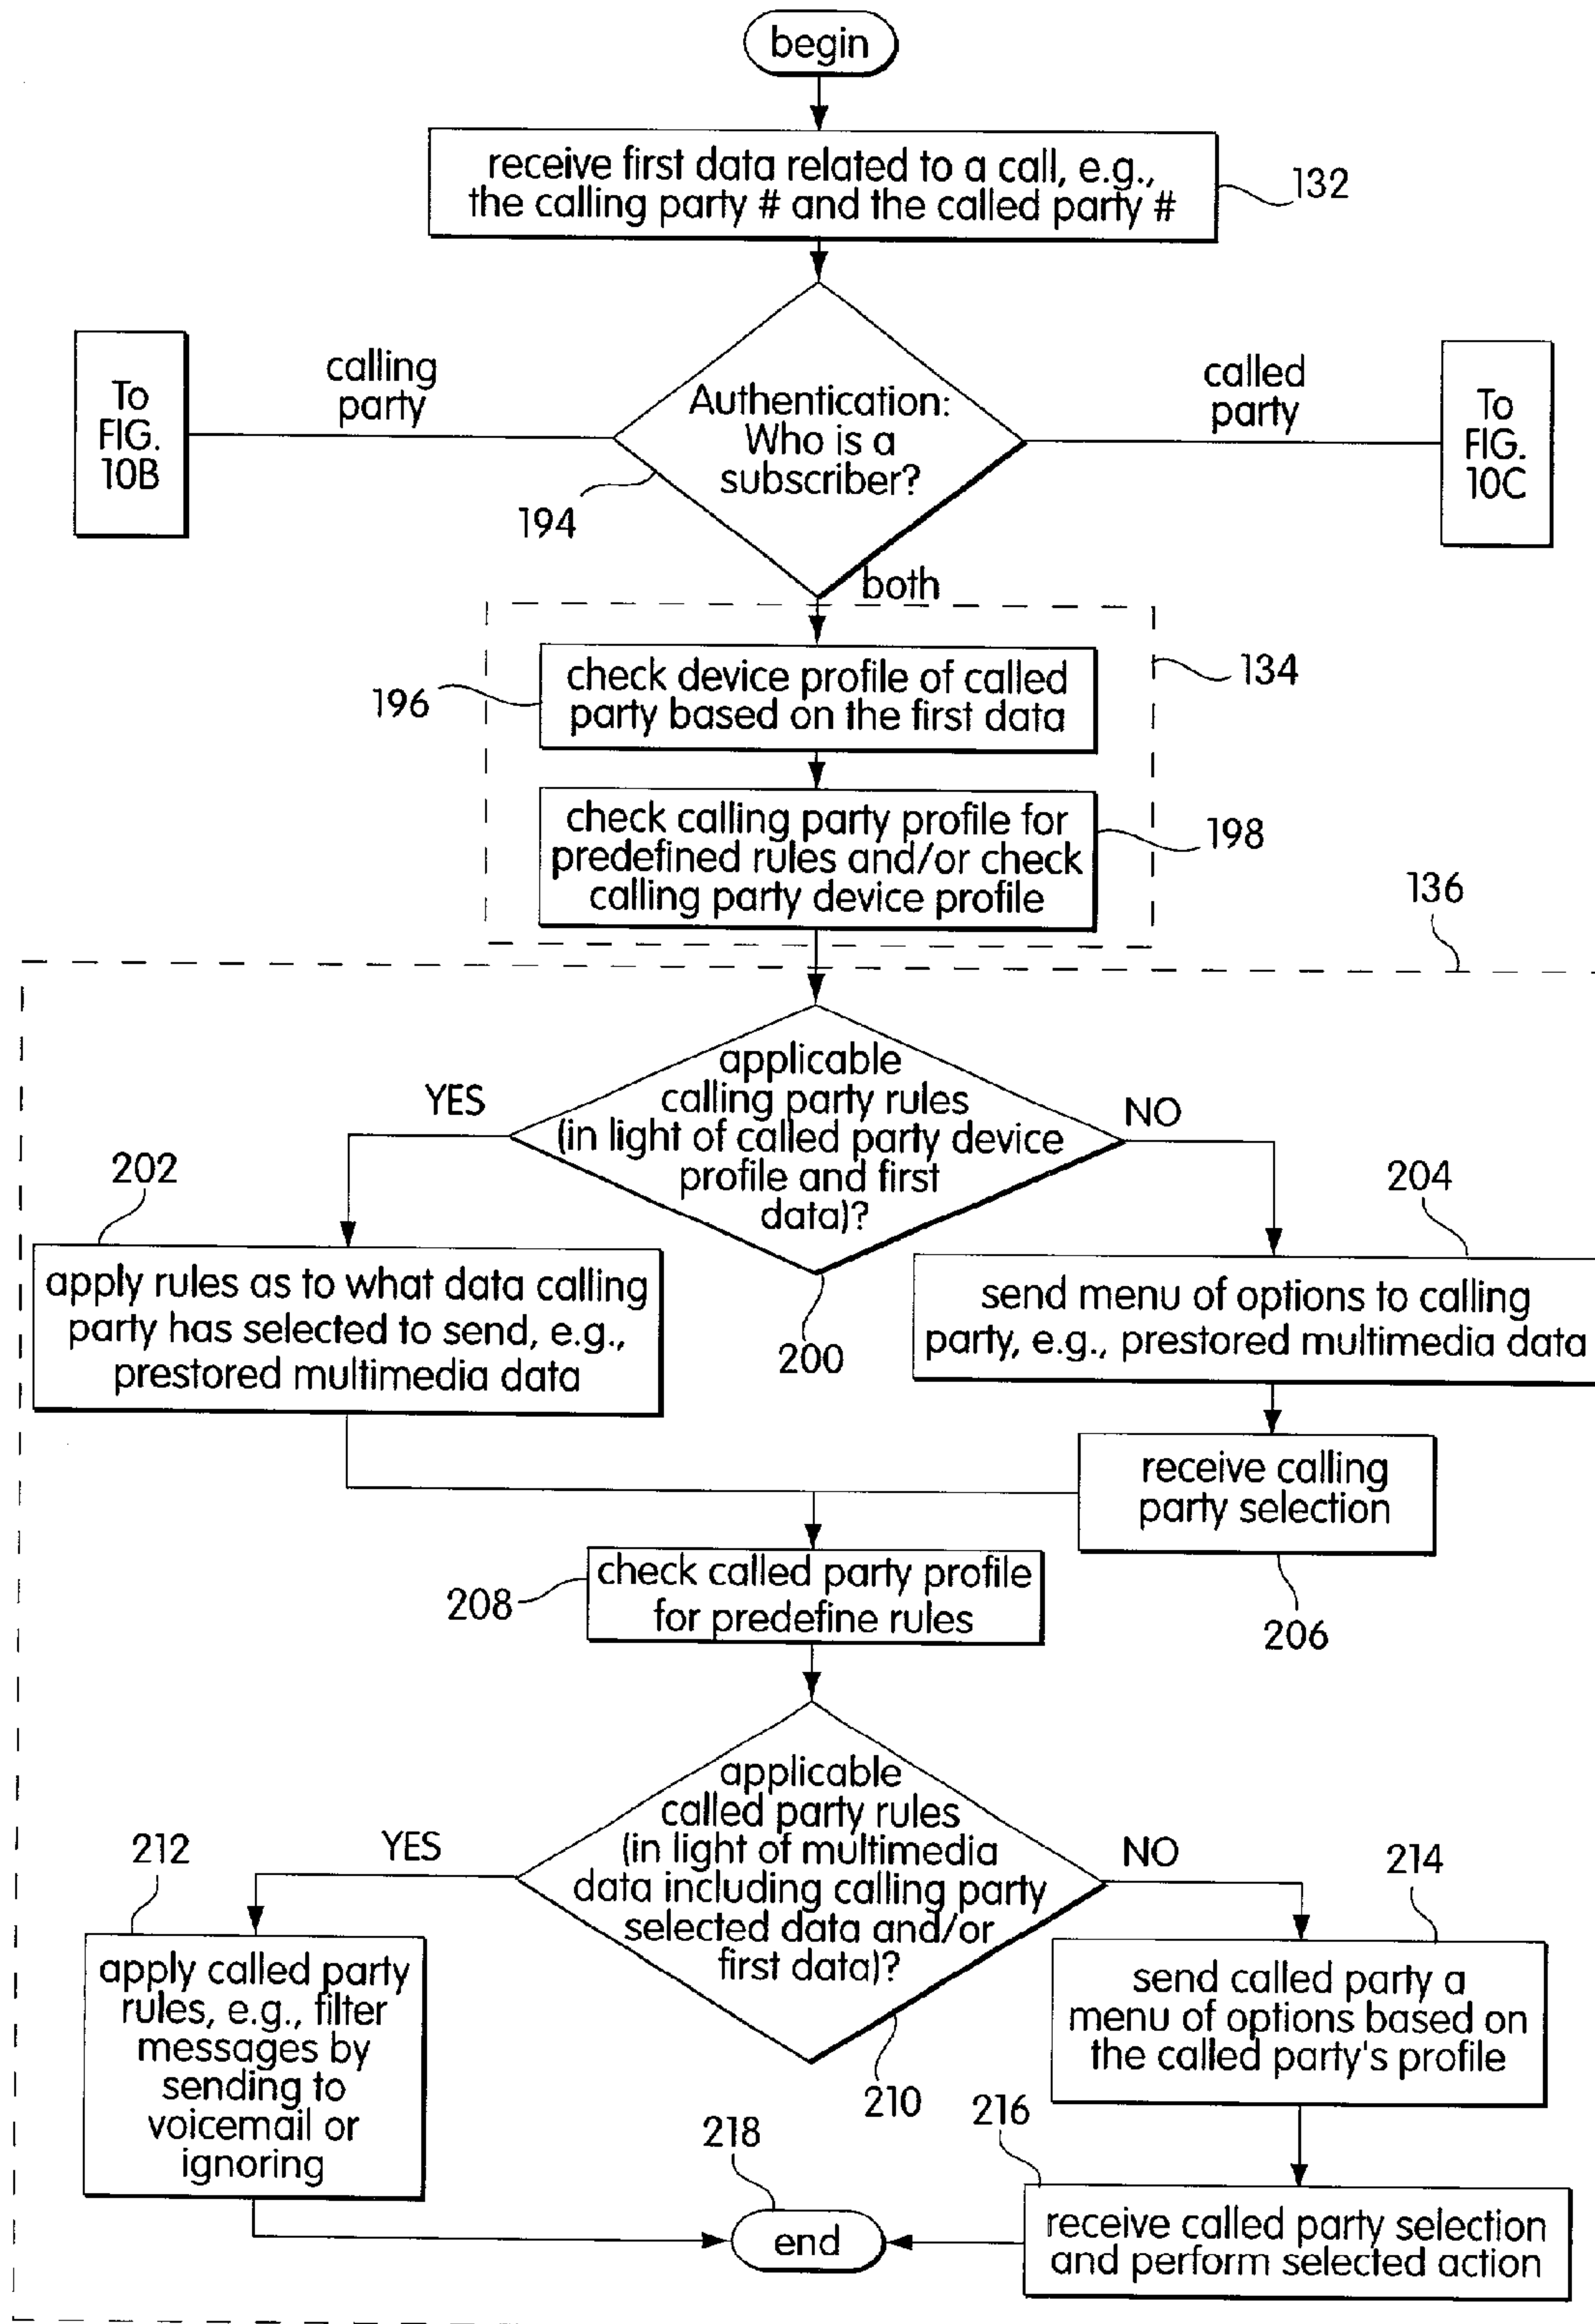 begin
receive first data related to a call, e.g.,
the calling party # and the called party #
132
To
FIG.
10B
calling
party
Authentication:
Who is a
subscriber?
194
called
party
To
FIG.
10C
both
check device profile of called
party based on the first data
196
134
check calling party profile for
predefined rules and/or check
calling party device profile
198
136
applicable
calling party rules
(in light of called party device
profile and first
data)?
YES
NO
200
202
apply rules as to what data calling
party has selected to send, e.g.,
prestored multimedia data
204
send menu of options to calling
party, e.g., prestored multimedia data
receive calling
party selection
206
208
check called party profile
for predefine rules
applicable
called party rules
(in light of multimedia
data including calling party
selected data and/or
first data)?
YES
NO
210
212
apply called party
rules, e.g., filter
messages by
sending to
voicemail or
ignoring
214
send called party a
menu of options based on
the called party's profile
216
receive called party selection
and perform selected action
218
end